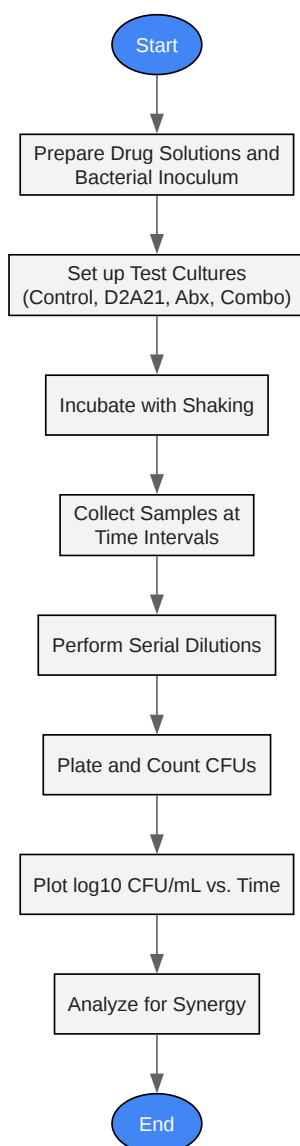 Start
Prepare Drug Solutions and
Bacterial Inoculum
Set up Test Cultures
(Control, D2A21, Abx, Combo)
Incubate with Shaking
Collect Samples at
Time Intervals
Perform Serial Dilutions
Plate and Count CFUs
Plot log10 CFU/mL vs. Time
Analyze for Synergy
End